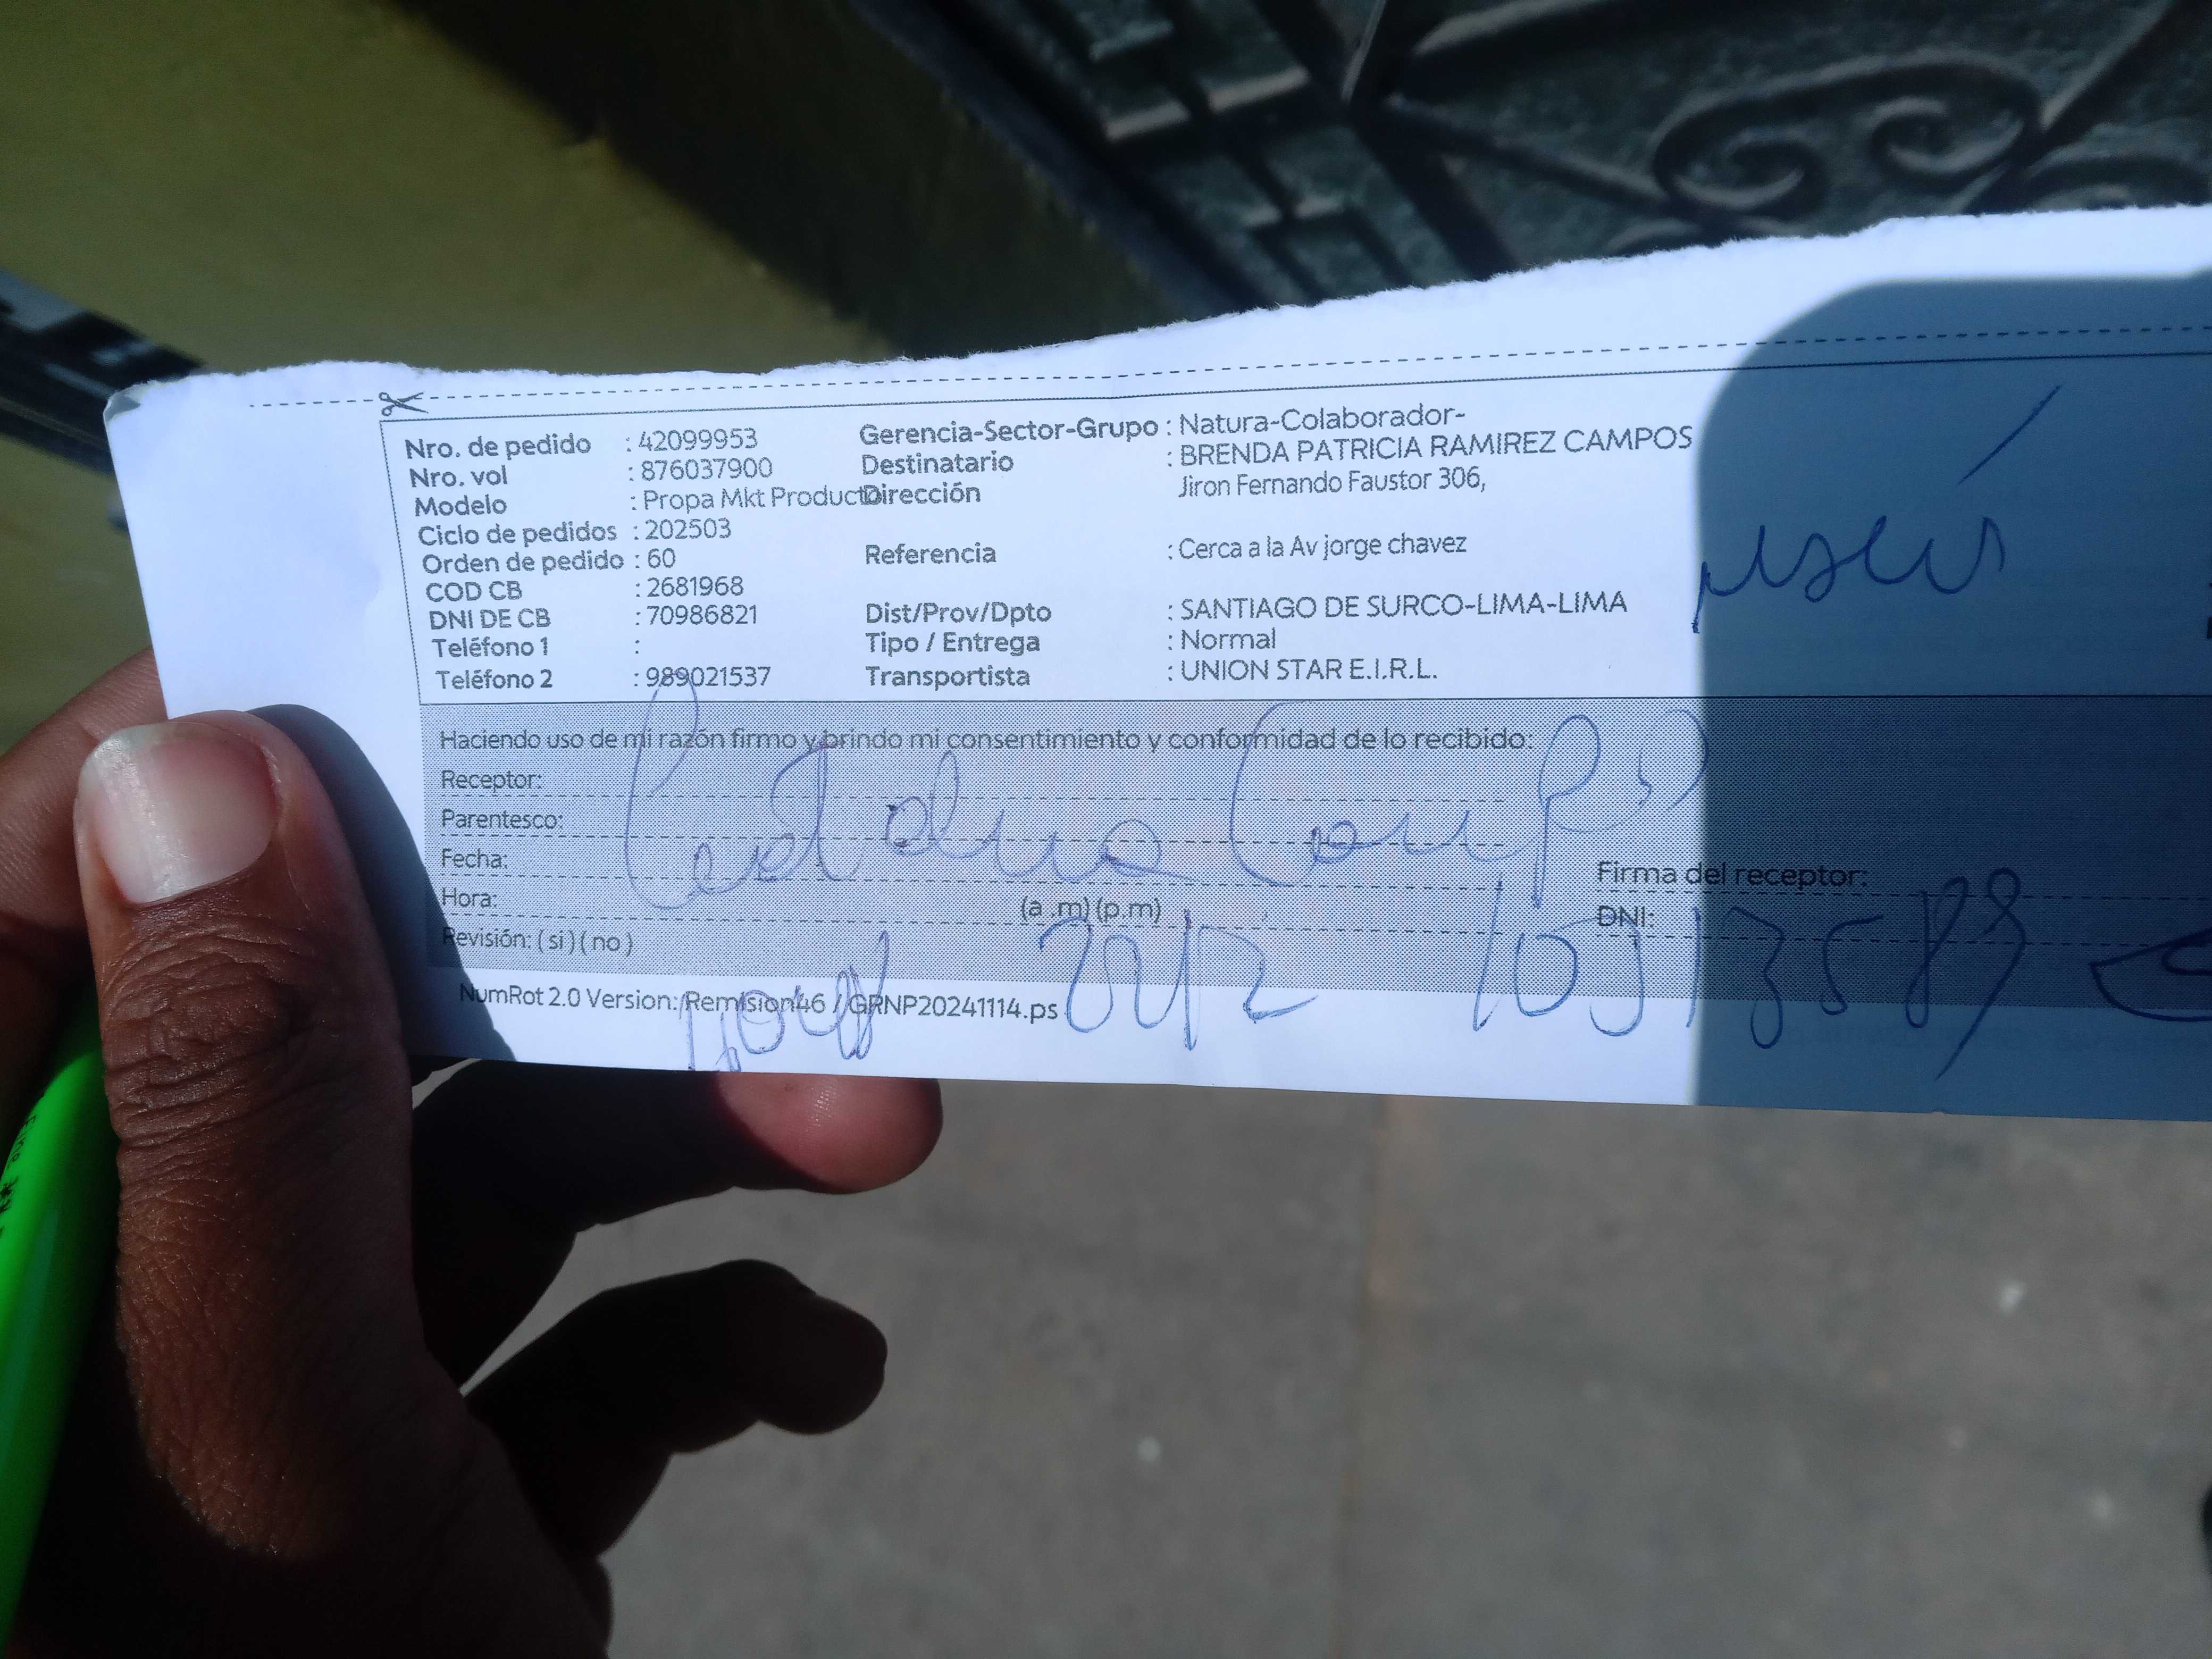 Nro. de pedido : 42099953
Nro. vol : 876037900
Modelo : Propa Mkt Producto
Ciclo de pedidos : 202503
Orden de pedido : 60
COD CB : 2681968
DNI DE CB : 70986821
Teléfono 1 :
Teléfono 2 : 989021537
Gerencia-Sector-Grupo : Natura-Colaborador-
Destinatario : BRENDA PATRICIA RAMIREZ CAMPOS
Dirección Jiron Fernando Faustor 306,
Referencia : Cerca a la Av jorge chavez
Dist/Prov/Dpto : SANTIAGO DE SURCO-LIMA-LIMA
Tipo / Entrega : Normal
Transportista : UNION STAR E.I.R.L.
Haciendo uso de mi razón firmo y brindo mi consentimiento y conformidad de lo recibido:
Receptor:
Parentesco:
Fecha:
Hora: (a .m) (p.m)
Revisión: ( si ) ( no )
Firma del receptor:
DNI:
NumRot 2.0 Version: Remision46 / GRNP20241114.ps